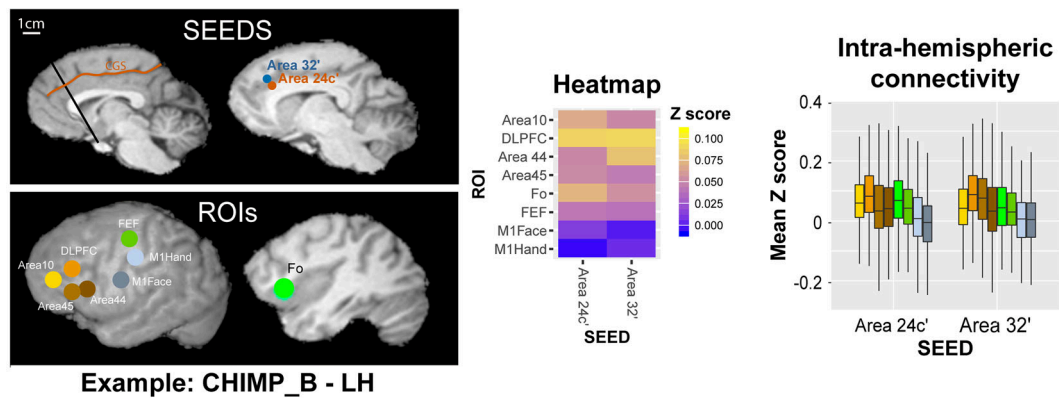 1cm
SEEDS
CGS
Area 32'
Area 24c'
ROIs
FEF
DLPFC
M1Hand
Area10
M1Face
Area45
Area44
Fo
Example: CHIMP_B - LH
Heatmap
ROI
Area10
DLPFC
Area 44
Area45
Fo
FEF
M1Face
M1Hand
Area 24c'
Area 32'
SEED
Z score
0.100
0.075
0.050
0.025
0.000
Intra-hemispheric
connectivity
Mean Z score
0.4
0.2
0
-0.2
Area 24c'
Area 32'
SEED